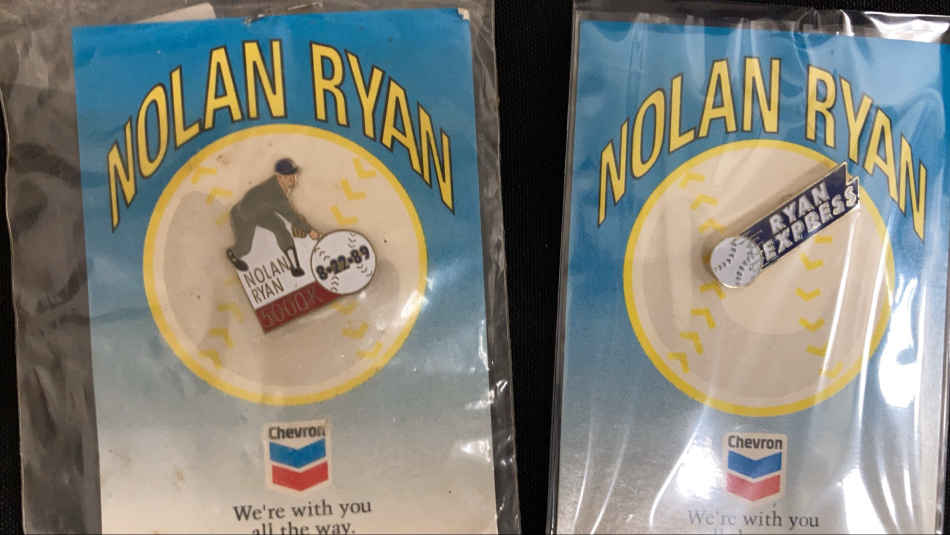 NOLAN RYAN
8-22-89
NOLAN
RYAN
5000K
Chevron
We're with you
all the way.
NOLAN RYAN
RYAN
EXPRESS
Chevron
We're with you